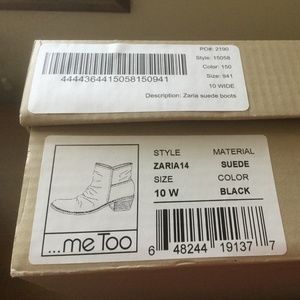 PO#: 2190
Style: 15058
Color: 150
Size: 941
10 WIDE
Description: Zaria suede boots
4444364415058150941
STYLE MATERIAL
ZARIA14 SUEDE
SIZE COLOR
10 W BLACK
...me Too
6 48244 19137 7